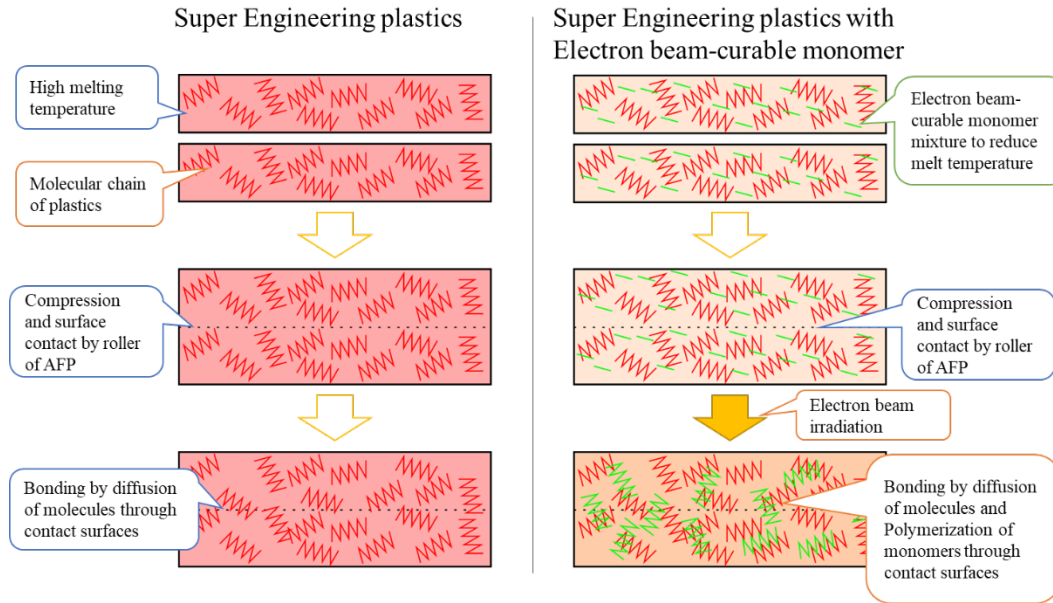 Super Engineering plastics
High melting
temperature
Molecular chain
of plastics
Compression
and surface
contact by roller
of AFP
Bonding by diffusion
of molecules through
contact surfaces
Super Engineering plastics with
Electron beam-curable monomer
Electron beam-
curable monomer
mixture to reduce
melt temperature
Compression
and surface
contact by roller
of AFP
Electron beam
irradiation
Bonding by diffusion
of molecules and
Polymerization of
monomers through
contact surfaces